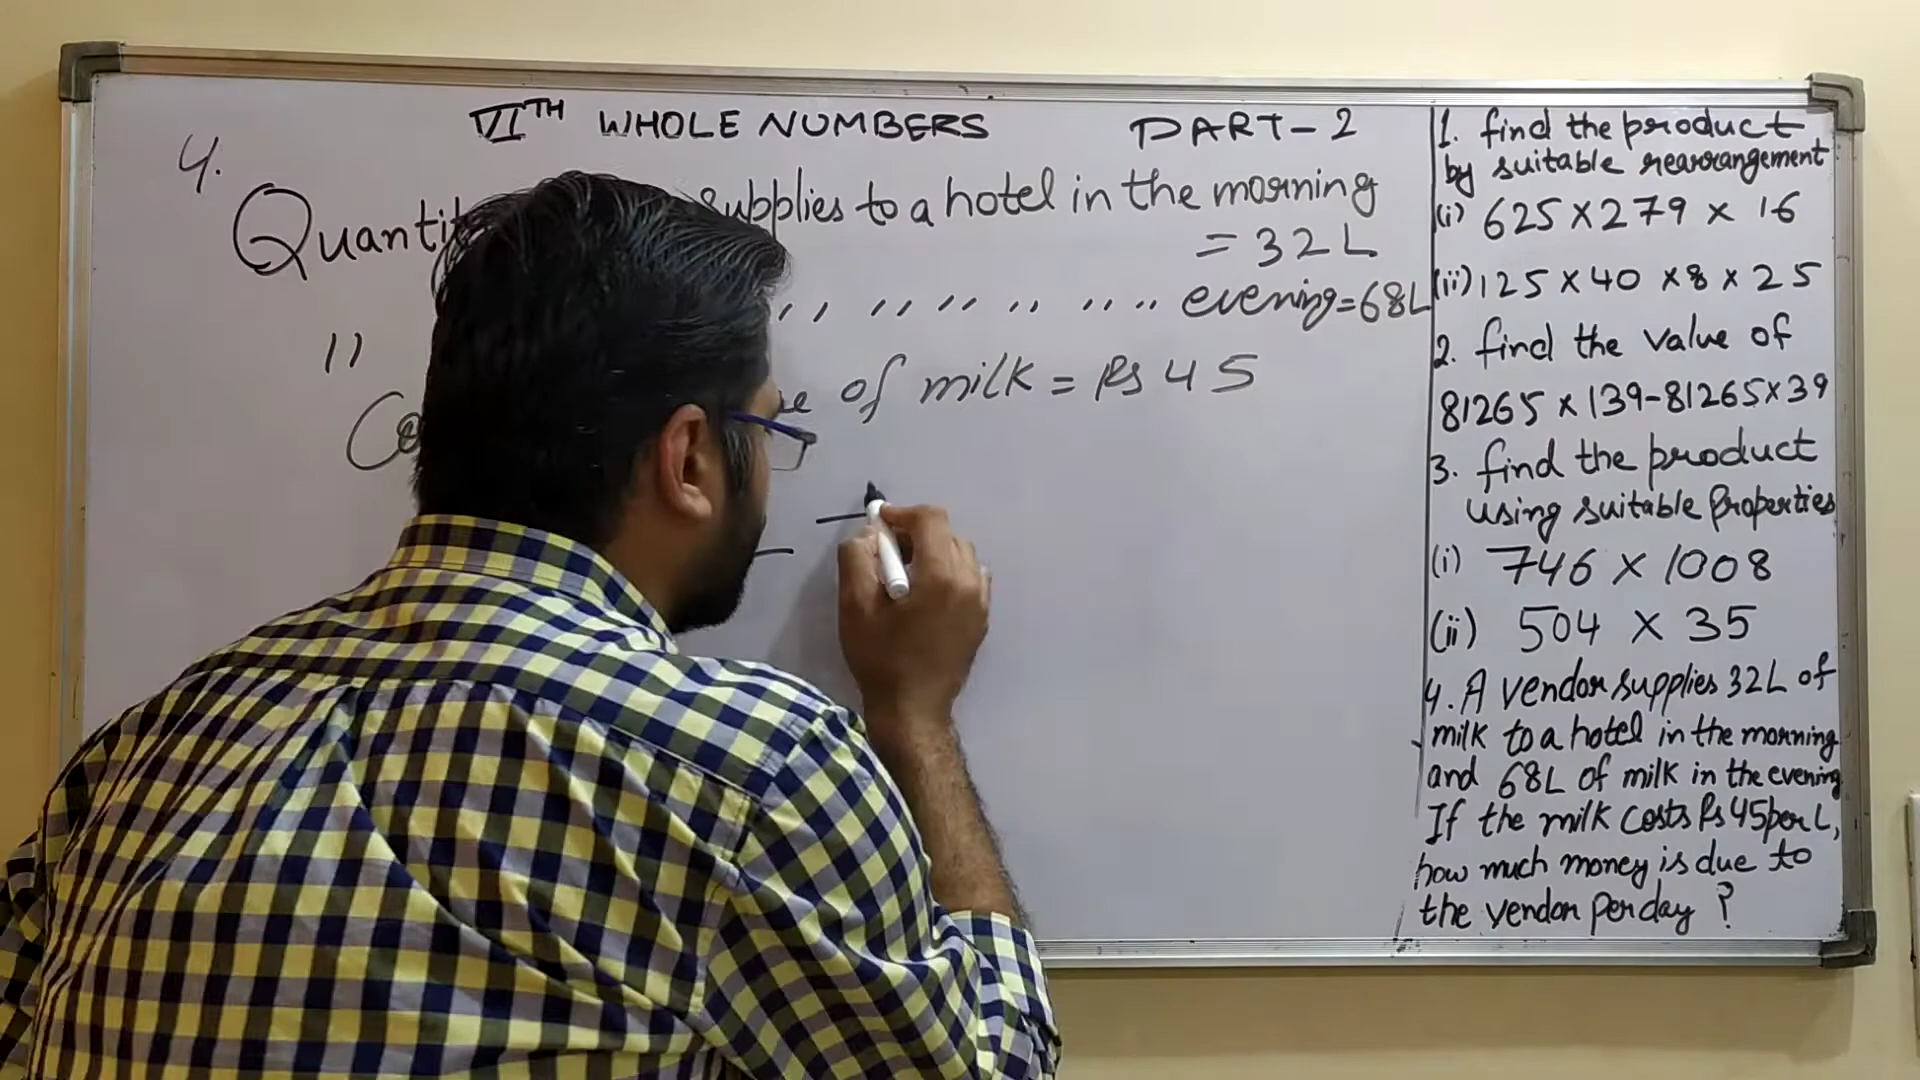 VITH WHOLE NUMBERS PART-2
4.
Quantit supplies to a hotel in the morning
= 32L
,, ,, ,, ,, ,, evening=68L
,,
of milk = Rs 45
1. find the product
by suitable rearrangement
(i) 625 x 279 x 16
(ii) 125 x 40 x 8 x 25
2. find the value of
81265 x 139-81265 x 39
3. find the product
using suitable Properties
(i) 746 x 1008
(ii) 504 x 35
4. A vendor supplies 32L of
milk to a hotel in the morning
and 68L of milk in the evening.
If the milk costs Rs 45 per L,
how much money is due to
the vendor per day ?